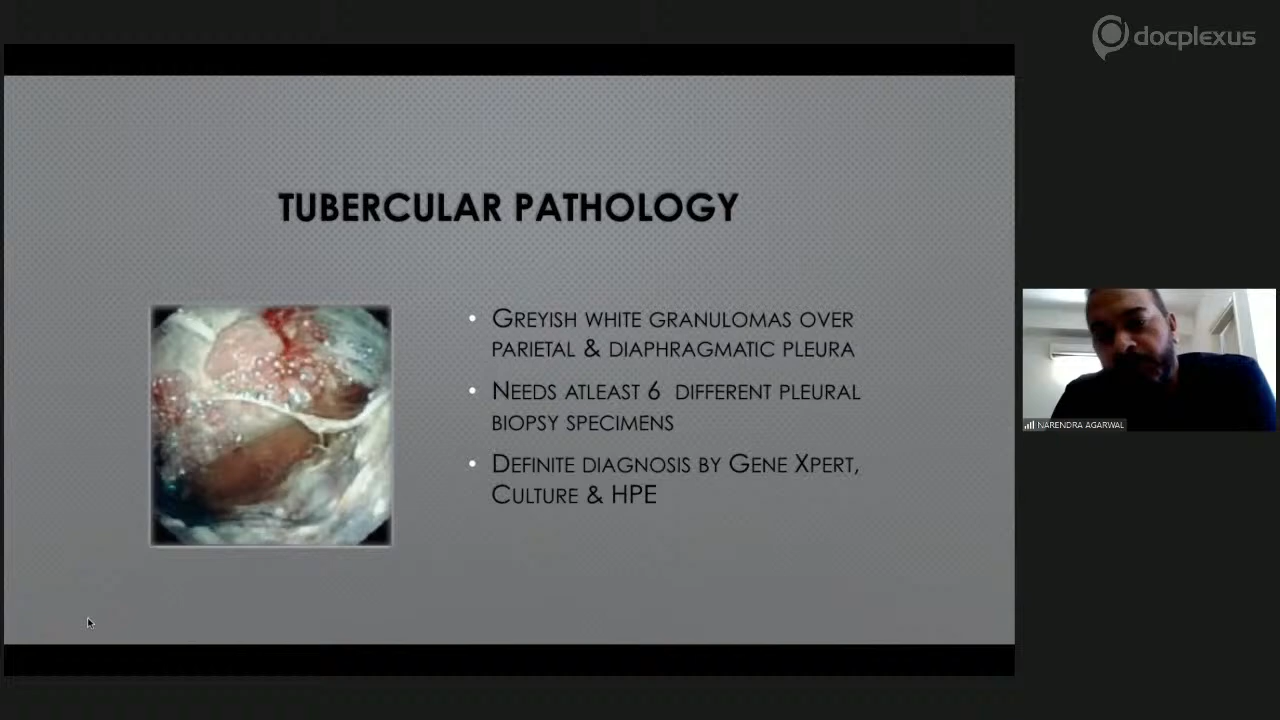 docplexus
TUBERCULAR PATHOLOGY
• GREYISH WHITE GRANULOMAS OVER
PARIETAL & DIAPHRAGMATIC PLEURA
• NEEDS ATLEAST 6 DIFFERENT PLEURAL
BIOPSY SPECIMENS
• DEFINITE DIAGNOSIS BY GENE XPERT,
CULTURE & HPE
NARENDRA AGARWAL